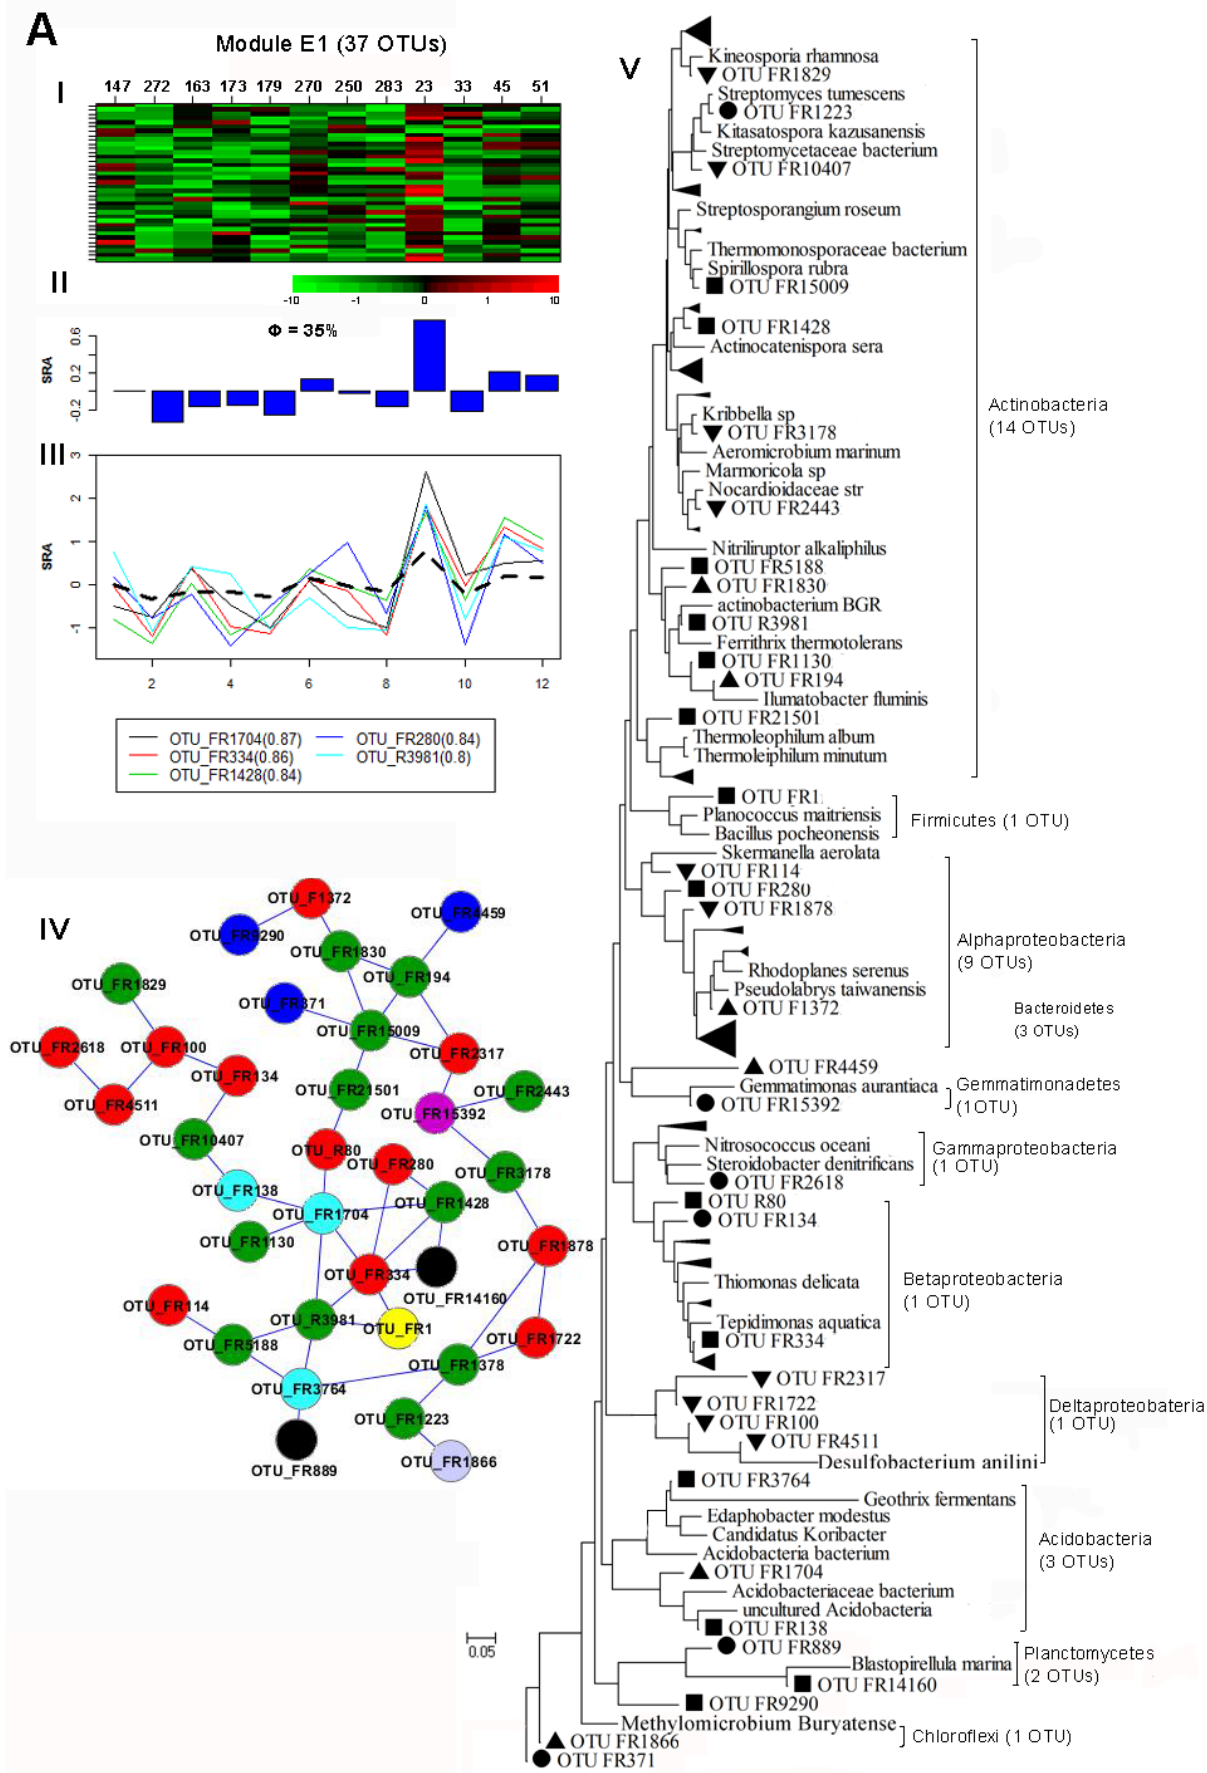 A
Module E1 (37 OTUs)
I
147 272 163 173 179 270 250 283 23 33 45 51
II
-10 -1 0 1 10
Φ = 35%
SRA
0.6
0.2
-0.2
III
SRA
3
2
1
0
-1
2 4 6 8 10 12
OTU_FR1704(0.87)
OTU_FR334(0.86)
OTU_FR1428(0.84)
OTU_FR280(0.84)
OTU_R3981(0.8)
IV
OTU_F1372
OTU_FR4459
OTU_FR9290
OTU_FR1830
OTU_FR194
OTU_FR1829
OTU_FR371
OTU_FR15009
OTU_FR2618
OTU_FR100
OTU_FR2317
OTU_FR134
OTU_FR21501
OTU_FR2443
OTU_FR4511
OTU_FR15392
OTU_FR10407
OTU_R80
OTU_FR280
OTU_FR3178
OTU_FR138
OTU_FR1428
OTU_FR1704
OTU_FR1130
OTU_FR1878
OTU_FR334
OTU_FR14160
OTU_FR114
OTU_R3981
OTU_FR1
OTU_FR1722
OTU_FR5188
OTU_FR1378
OTU_FR3764
OTU_FR1223
OTU_FR1866
OTU_FR889
V
Kineosporia rhamnosa
OTU FR1829
Streptomyces tumescens
OTU FR1223
Kitasatospora kazusanensis
Streptomycetaceae bacterium
OTU FR10407
Streptosporangium roseum
Thermomonosporaceae bacterium
Spirillospora rubra
OTU FR15009
OTU FR1428
Actinocatenispora sera
Kribbella sp
OTU FR3178
Aeromicrobium marinum
Marmoricola sp
Nocardioidaceae str
OTU FR2443
Nitriliruptor alkaliphilus
OTU FR5188
OTU FR1830
actinobacterium BGR
OTU R3981
Ferrithrix thermotolerans
OTU FR1130
OTU FR194
Ilumatobacter fluminis
OTU FR21501
Thermoleophilum album
Thermoleiphilum minutum
Actinobacteria
(14 OTUs)
OTU FR1
Planococcus maitriensis
Bacillus pocheonensis
Firmicutes (1 OTU)
Skermanella aerolata
OTU FR114
OTU FR280
OTU FR1878
Rhodoplanes serenus
Pseudolabrys taiwanensis
OTU F1372
Alphaproteobacteria
(9 OTUs)
Bacteroidetes
(3 OTUs)
OTU FR4459
Gemmatimonas aurantiaca
OTU FR15392
Gemmatimonadetes
(1OTU)
Nitrosococcus oceani
Steroidobacter denitrificans
OTU FR2618
Gammaproteobacteria
(1 OTU)
OTU R80
OTU FR134
Thiomonas delicata
Tepidimonas aquatica
OTU FR334
Betaproteobacteria
(1 OTU)
OTU FR2317
OTU FR1722
OTU FR100
OTU FR4511
Desulfobacterium anilini
Deltaproteobateria
(1 OTU)
OTU FR3764
Geothrix fermentans
Edaphobacter modestus
Candidatus Koribacter
Acidobacteria bacterium
OTU FR1704
Acidobacteriaceae bacterium
uncultured Acidobacteria
OTU FR138
Acidobacteria
(3 OTUs)
OTU FR889
Blastopirellula marina
OTU FR14160
Planctomycetes
(2 OTUs)
OTU FR9290
Methylomicrobium Buryatense
OTU FR1866
OTU FR371
Chloroflexi (1 OTU)
0.05